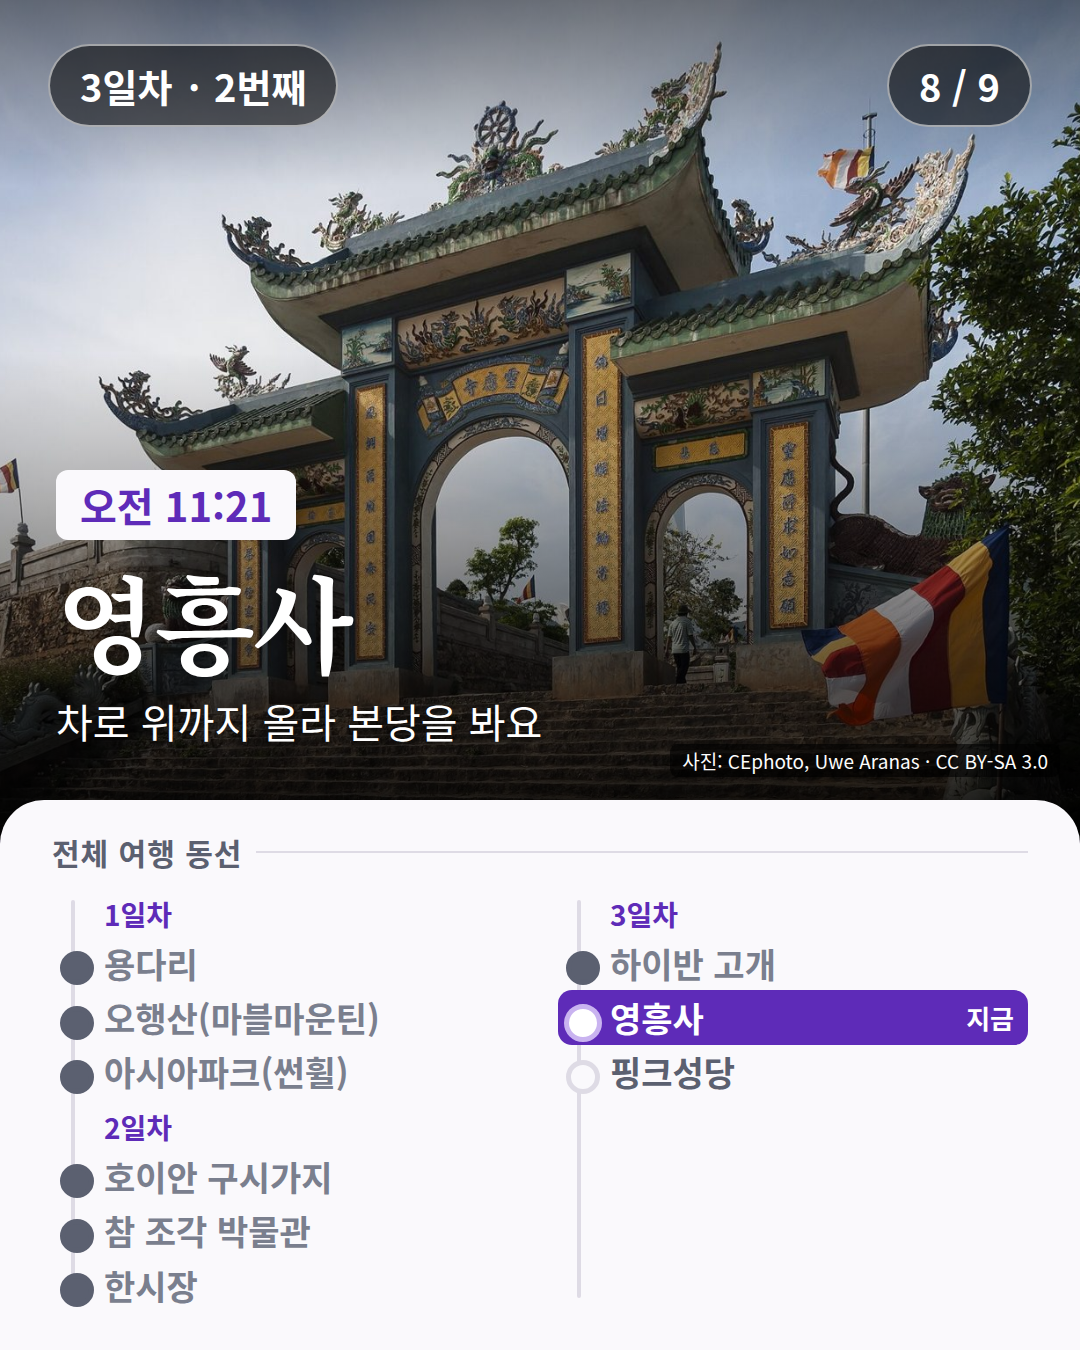 3일차 · 2번째
8 / 9
靈應寺
오전 11:21
영흥사
차로 위까지 올라 본당을 봐요
사진: CEphoto, Uwe Aranas · CC BY-SA 3.0
전체 여행 동선
1일차
용다리
오행산(마블마운틴)
아시아파크(썬휠)
2일차
호이안 구시가지
참 조각 박물관
한시장
3일차
하이반 고개
영흥사 지금
핑크성당